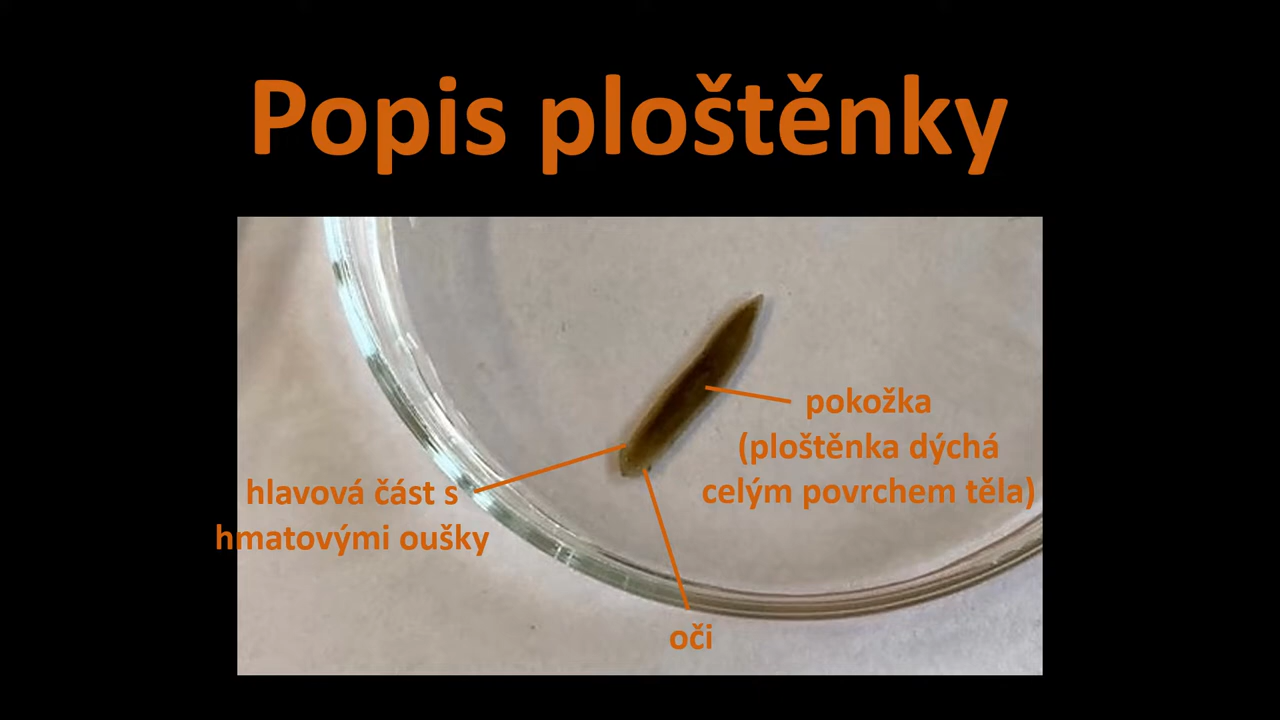 Popis ploštěnky
pokožka
(ploštěnka dýchá
celým povrchem těla)
hlavová část s
hmatovými oušky
oči